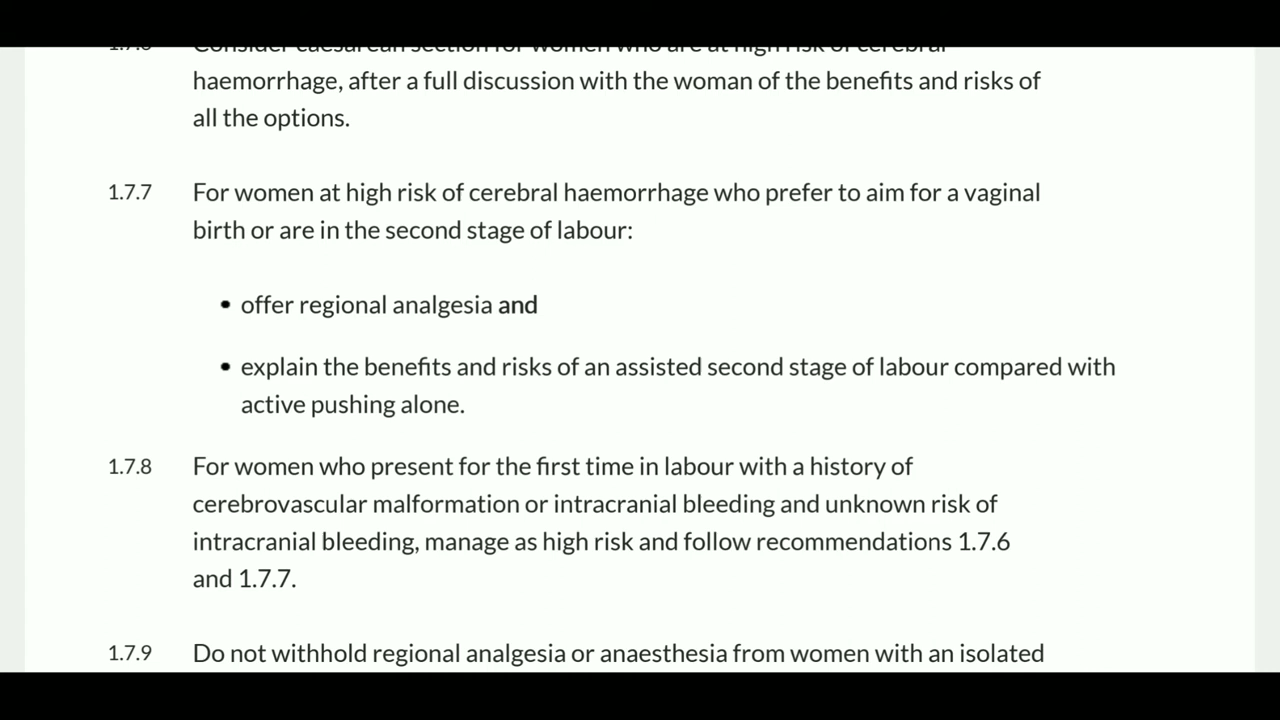 1.7.6 Consider caesarean section for women who are at high risk of cerebral
haemorrhage, after a full discussion with the woman of the benefits and risks of
all the options.
1.7.7 For women at high risk of cerebral haemorrhage who prefer to aim for a vaginal
birth or are in the second stage of labour:
• offer regional analgesia and
• explain the benefits and risks of an assisted second stage of labour compared with
active pushing alone.
1.7.8 For women who present for the first time in labour with a history of
cerebrovascular malformation or intracranial bleeding and unknown risk of
intracranial bleeding, manage as high risk and follow recommendations 1.7.6
and 1.7.7.
1.7.9 Do not withhold regional analgesia or anaesthesia from women with an isolated